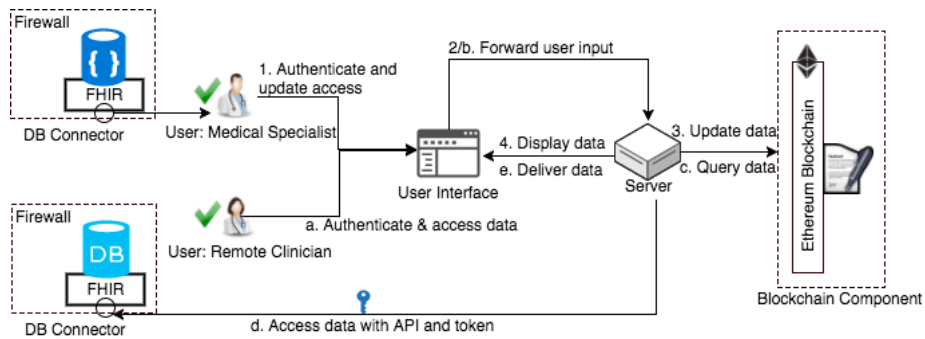 Firewall
{ }
FHIR
DB Connector
1. Authenticate and
update access
User: Medical Specialist
2/b. Forward user input
User Interface
4. Display data
e. Deliver data
Server
3. Update data
c. Query data
Ethereum Blockchain
Blockchain Component
Firewall
DB
FHIR
DB Connector
User: Remote Clinician
a. Authenticate & access data
d. Access data with API and token